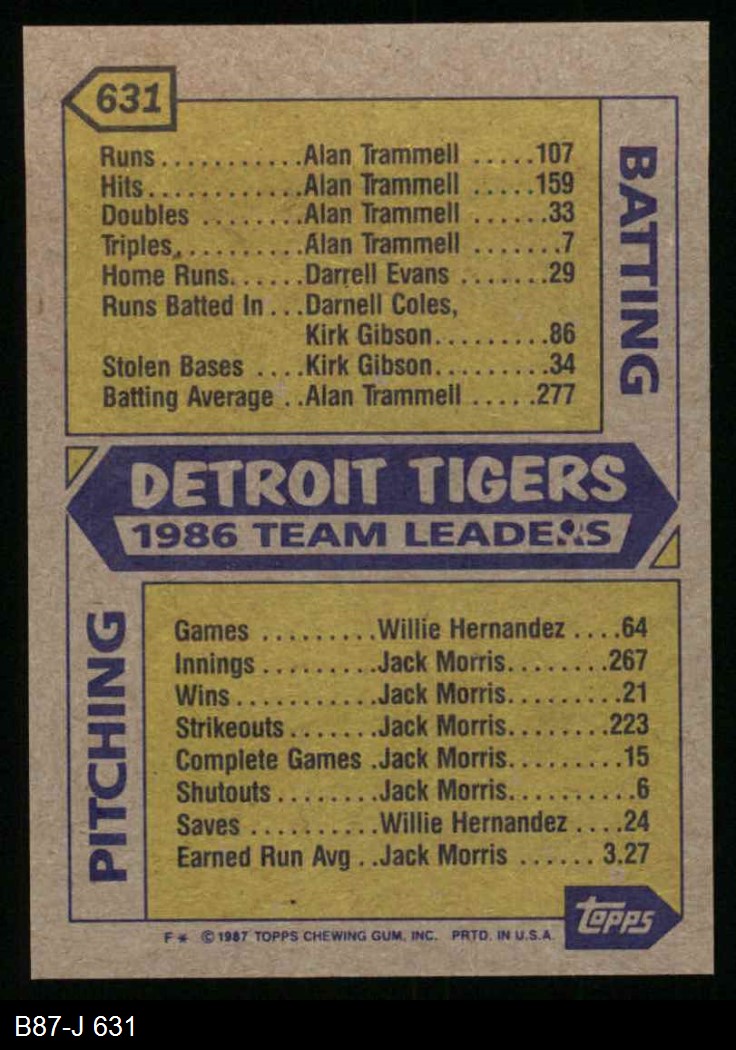 631
BATTING
Runs...........Alan Trammell .....107
Hits............Alan Trammell .....159
Doubles ........Alan Trammell ......33
Triples..........Alan Trammell .......7
Home Runs......Darrell Evans ......29
Runs Batted In...Darnell Coles,
Kirk Gibson.........86
Stolen Bases ....Kirk Gibson.........34
Batting Average..Alan Trammell .....277
DETROIT TIGERS
1986 TEAM LEADERS
PITCHING
Games .........Willie Hernandez ....64
Innings .........Jack Morris........267
Wins............Jack Morris.........21
Strikeouts.......Jack Morris........223
Complete Games .Jack Morris.........15
Shutouts........Jack Morris..........6
Saves ..........Willie Hernandez ....24
Earned Run Avg ..Jack Morris ......3.27
topps
F* © 1987 TOPPS CHEWING GUM, INC. PRTD. IN U.S.A.
B87-J 631